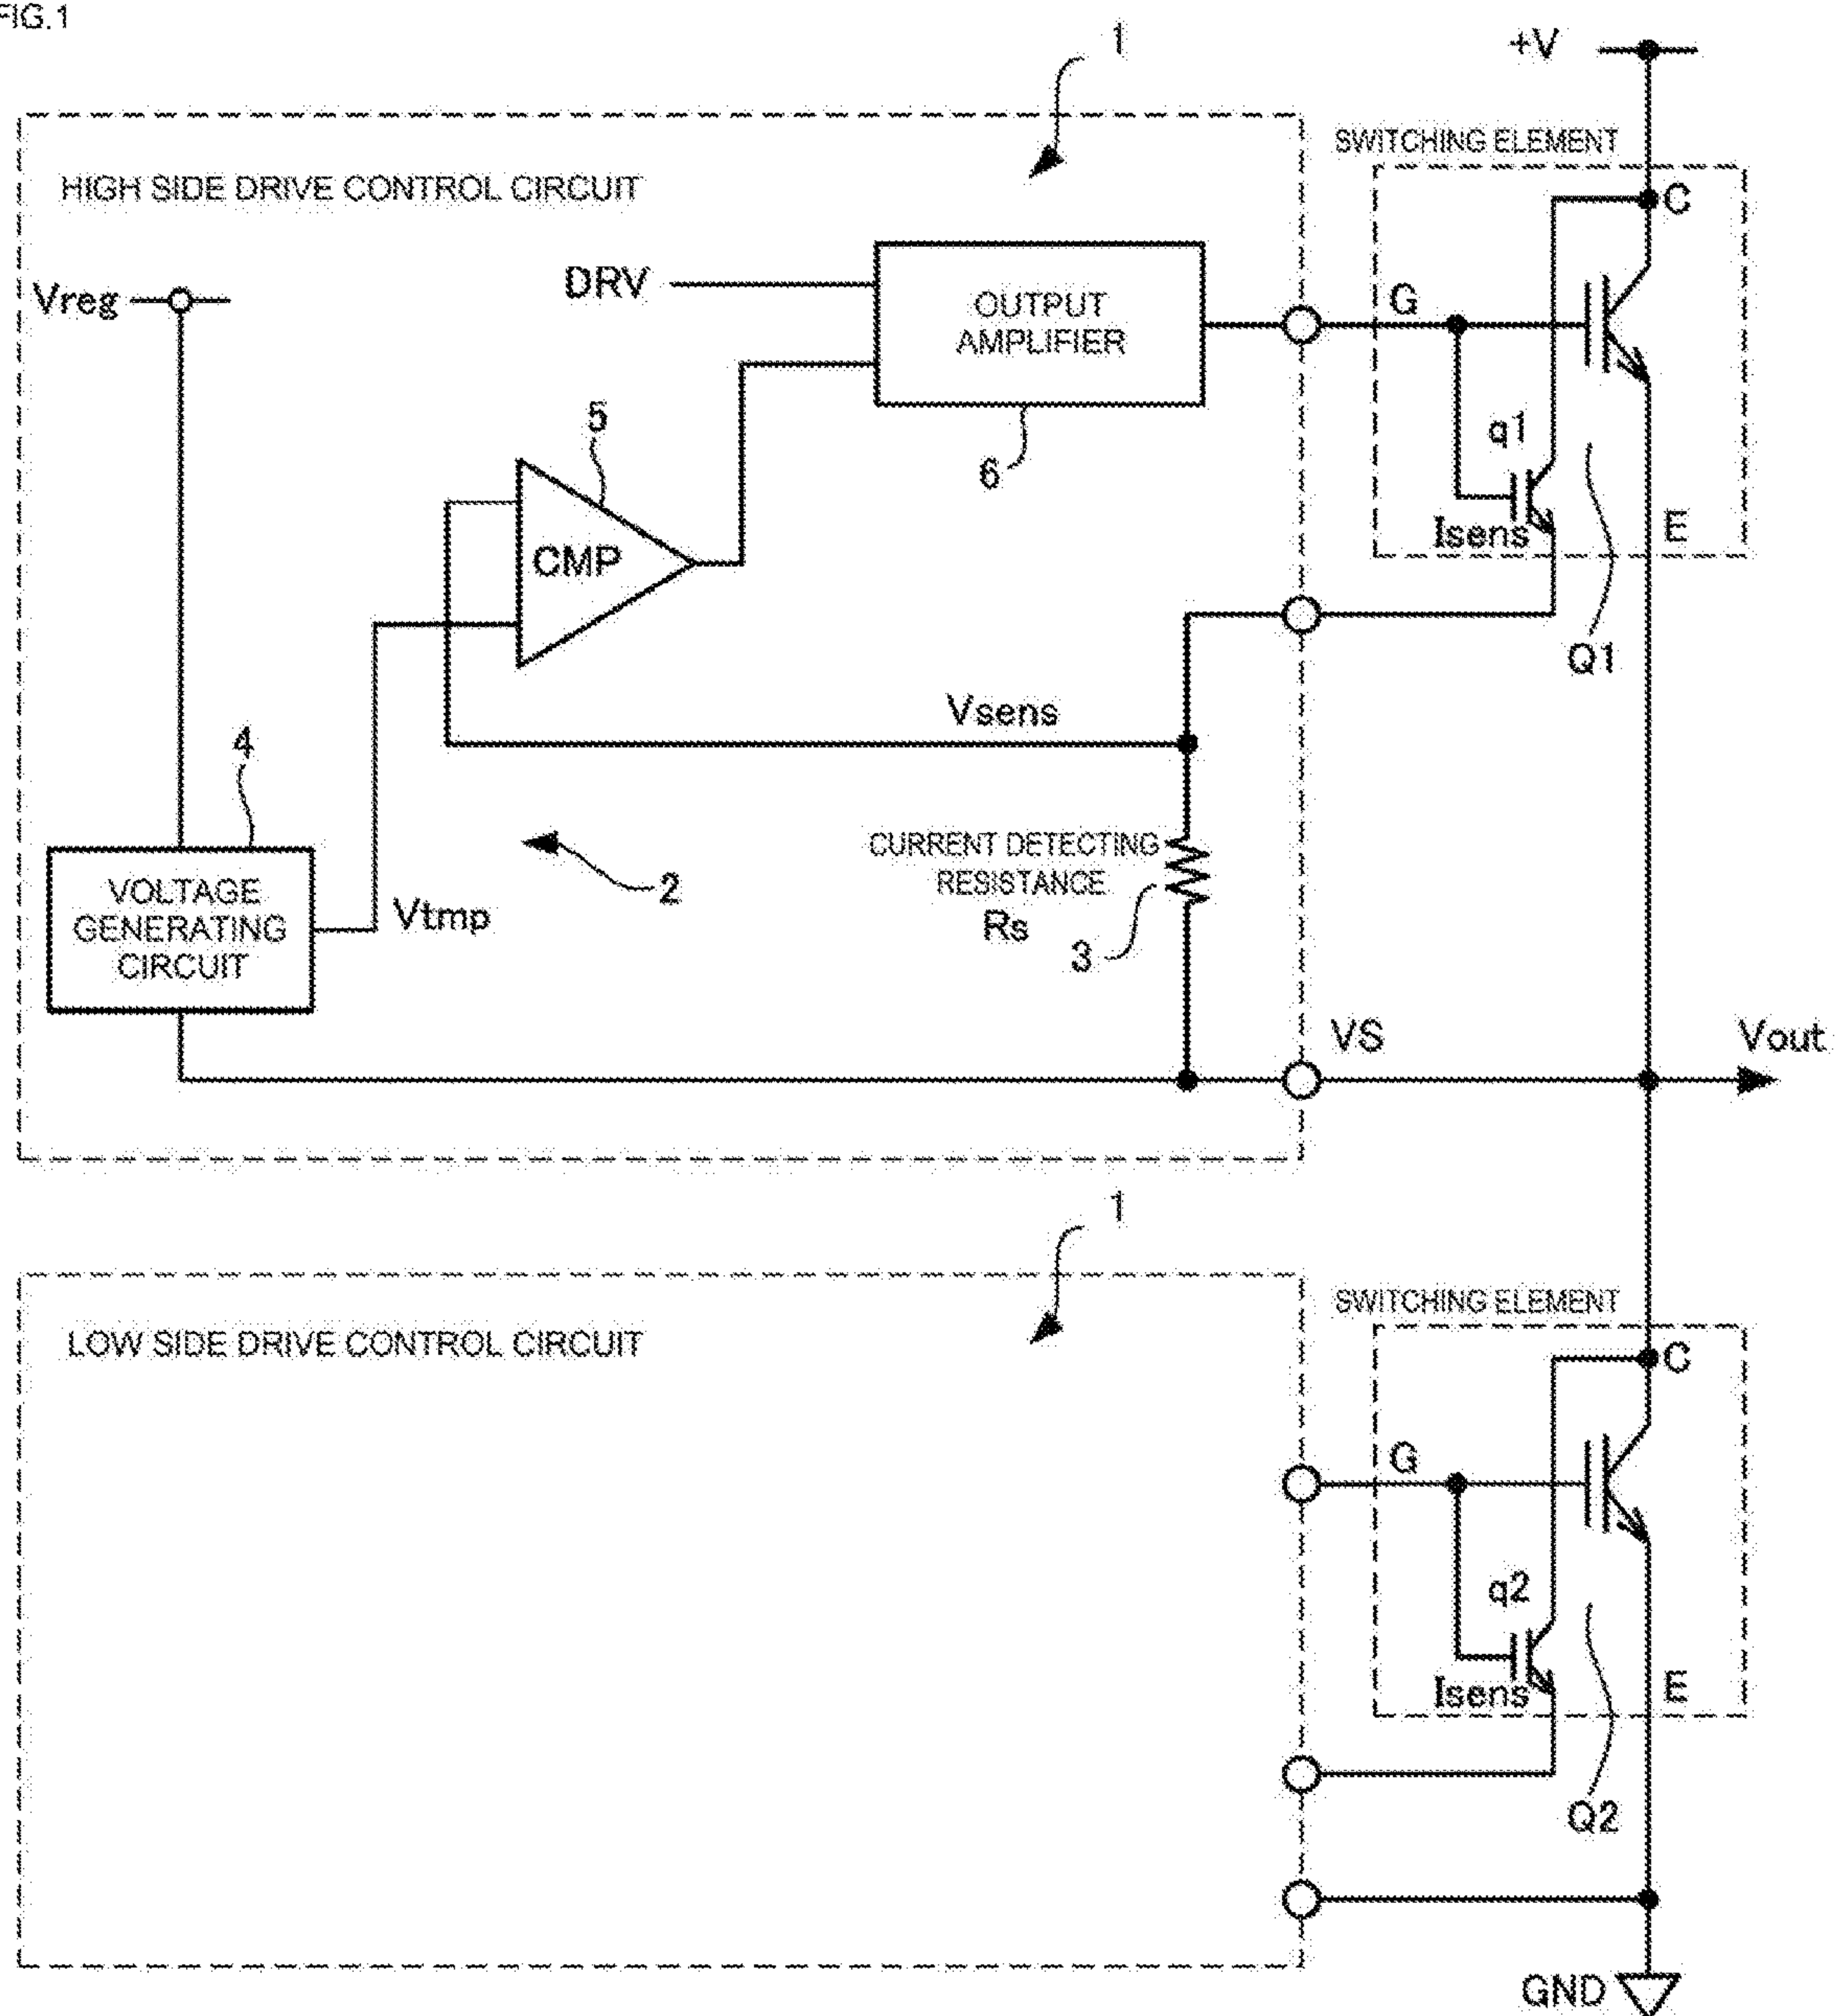 FIG.1
1
+V
SWITCHING ELEMENT
HIGH SIDE DRIVE CONTROL CIRCUIT
C
Vreg
DRV
OUTPUT
AMPLIFIER
G
5
6
q1
CMP
Isens
E
Q1
Vsens
4
CURRENT DETECTING
RESISTANCE
Rs
3
2
VOLTAGE
GENERATING
CIRCUIT
Vtmp
VS
Vout
1
SWITCHING ELEMENT
LOW SIDE DRIVE CONTROL CIRCUIT
C
G
q2
Isens
E
Q2
GND